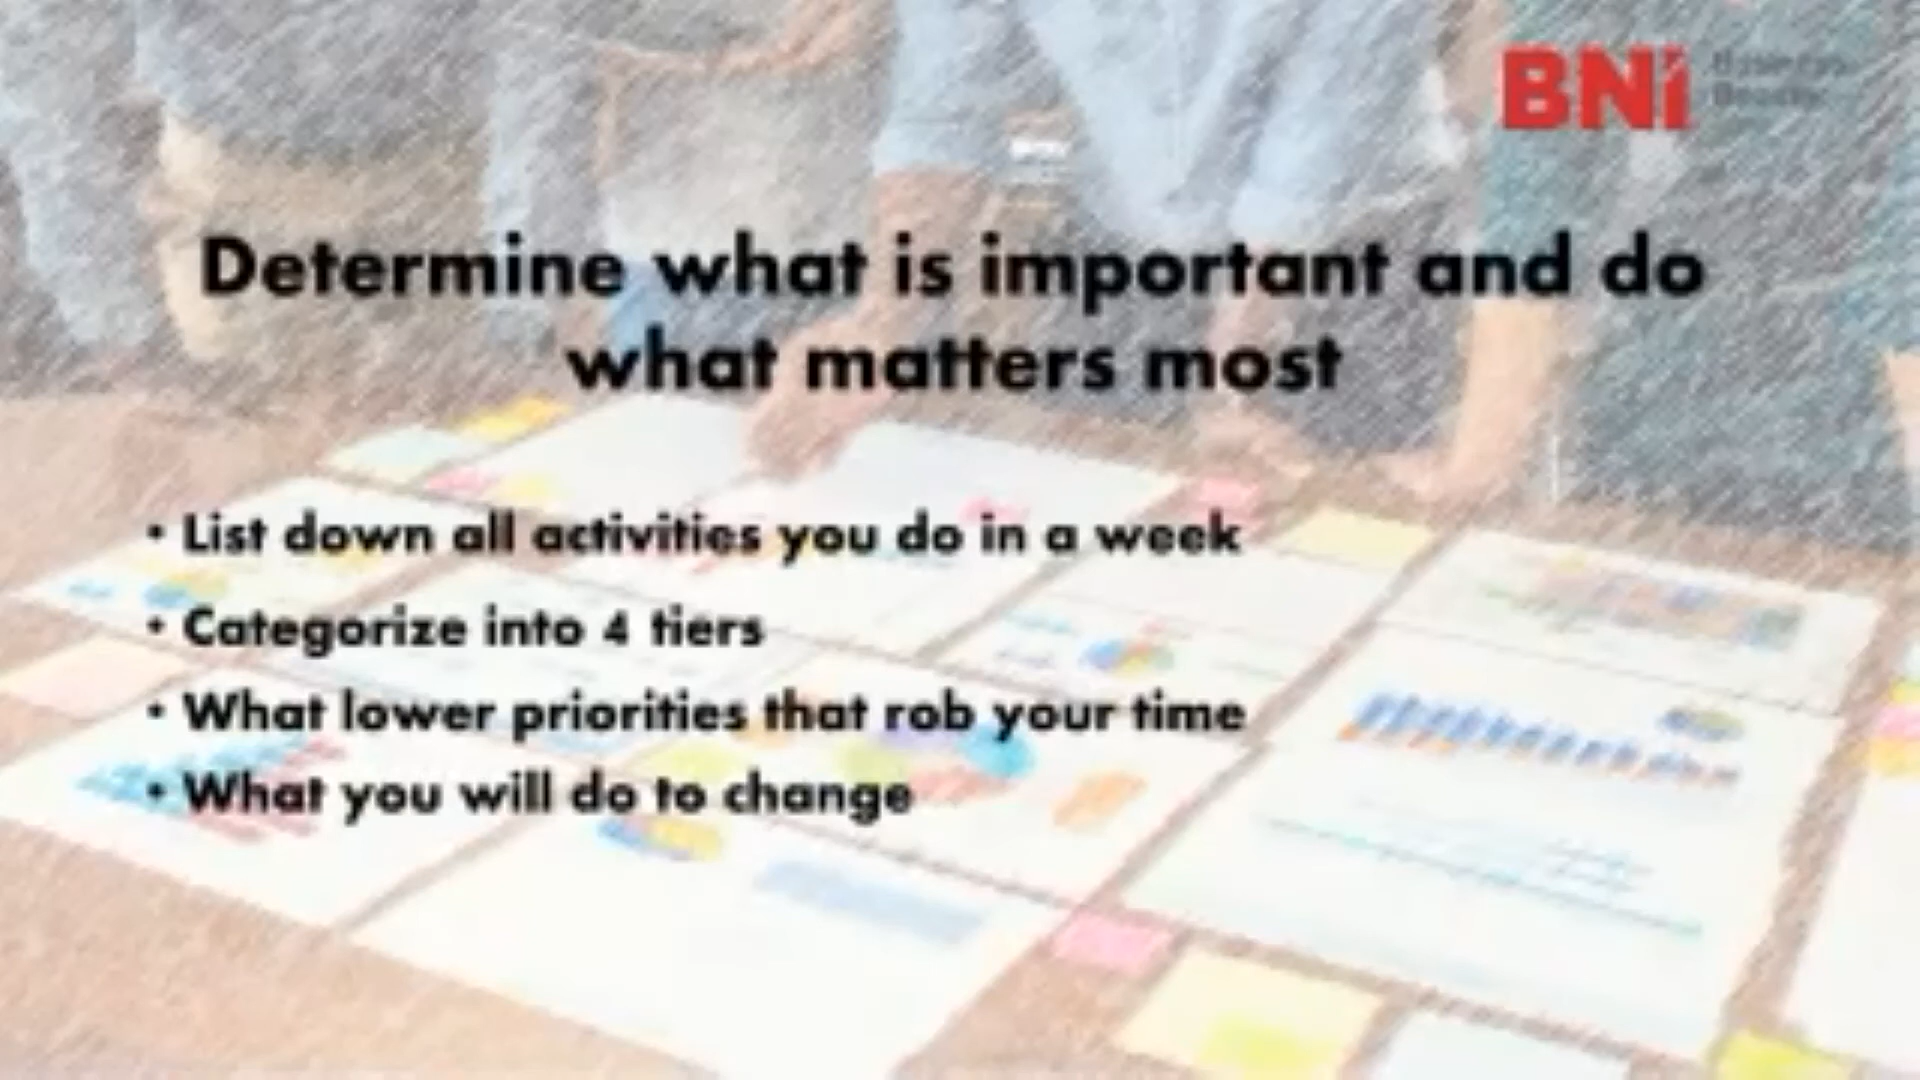 BNI
Determine what is important and do
what matters most
• List down all activities you do in a week
• Categorize into 4 tiers
• What lower priorities that rob your time
• What you will do to change